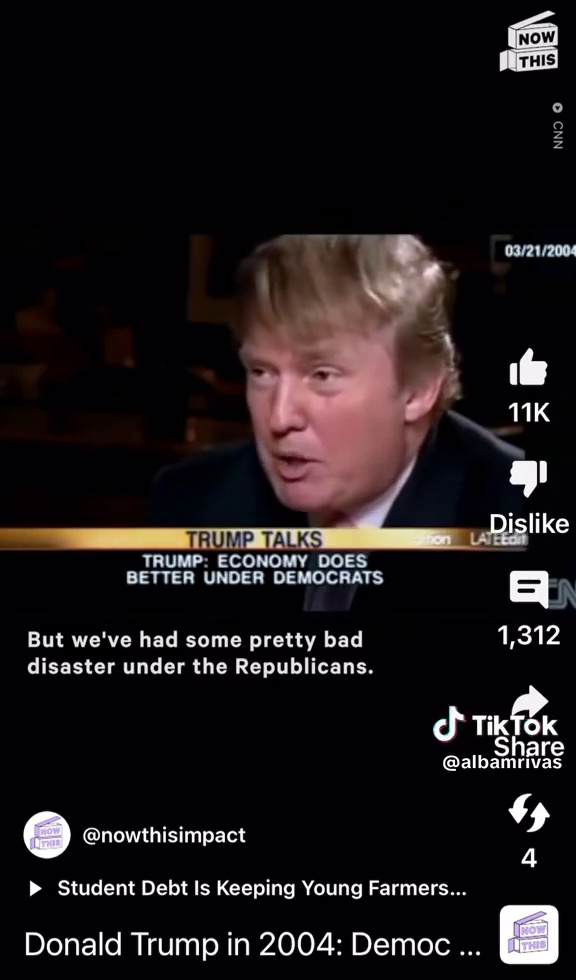 NOW
THIS
CNN
03/21/2004
11K
Dislike
TRUMP TALKS
TRUMP: ECONOMY DOES
BETTER UNDER DEMOCRATS
But we've had some pretty bad
disaster under the Republicans.
1,312
TikTok
Share
@albamrivas
NOW
THIS
@nowthisimpact
4
Student Debt Is Keeping Young Farmers...
Donald Trump in 2004: Democ ...
NOW
THIS